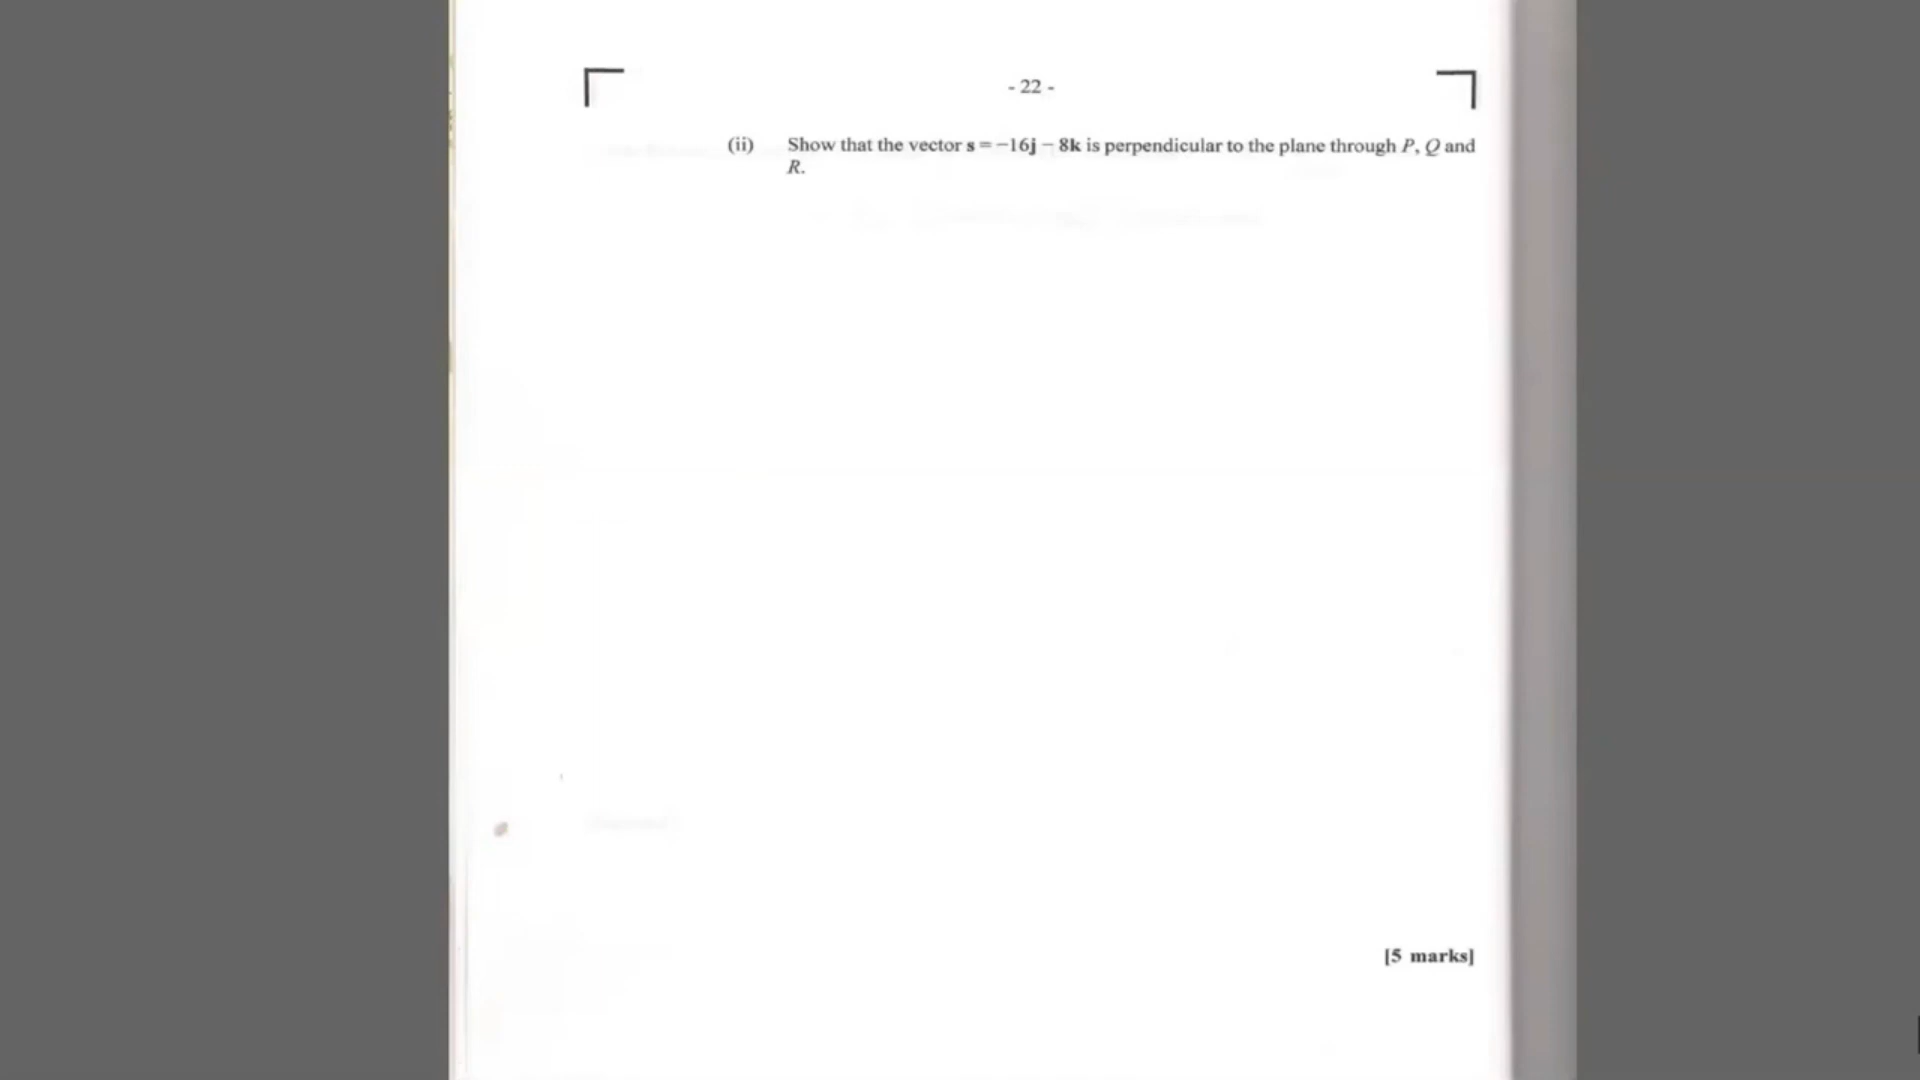 - 22 -
(ii) Show that the vector s = −16j − 8k is perpendicular to the plane through P, Q and
R.
[5 marks]